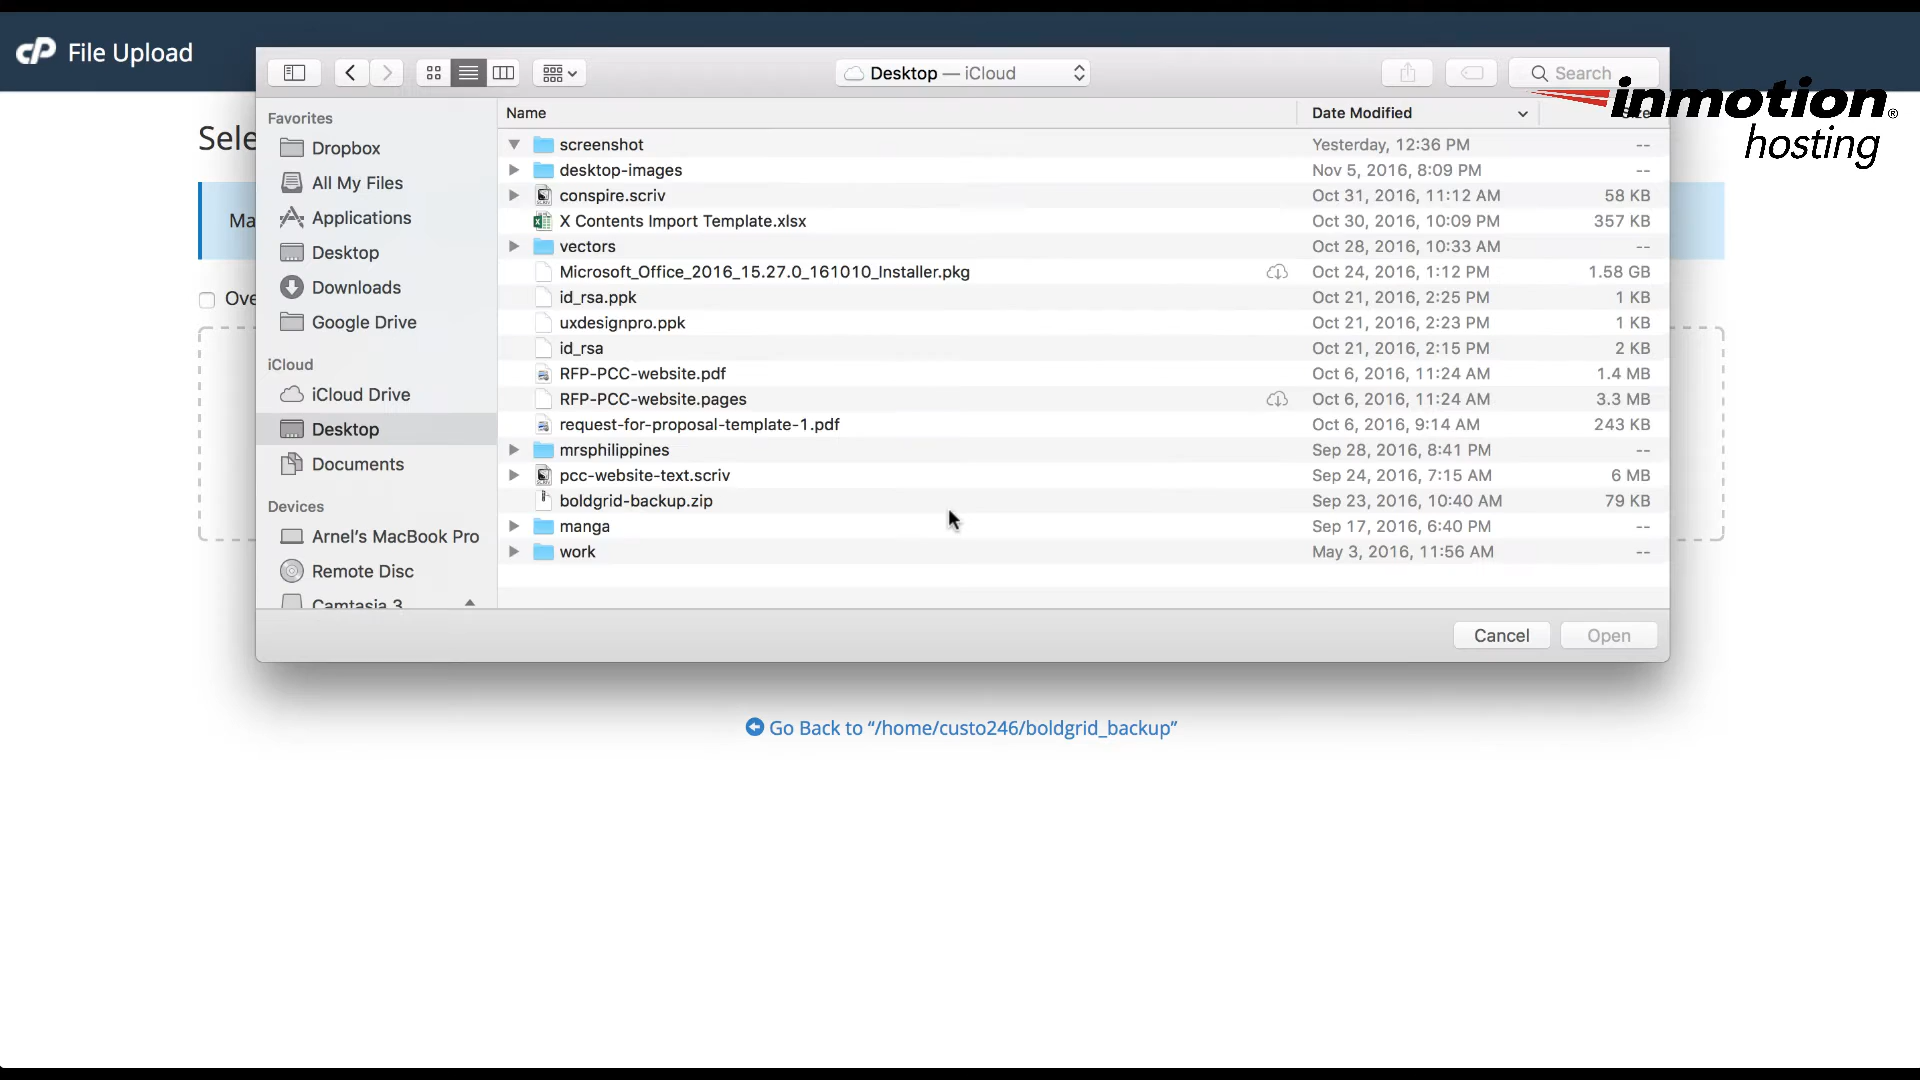 cP File Upload
Desktop — iCloud
Search
inmotion®
hosting
Sele
Ma
Ove
Favorites
Dropbox
All My Files
Applications
Desktop
Downloads
Google Drive
iCloud
iCloud Drive
Desktop
Documents
Devices
Arnel's MacBook Pro
Remote Disc
Camtasia 3
Name Date Modified Size
screenshot Yesterday, 12:36 PM --
desktop-images Nov 5, 2016, 8:09 PM --
conspire.scriv Oct 31, 2016, 11:12 AM 58 KB
X Contents Import Template.xlsx Oct 30, 2016, 10:09 PM 357 KB
vectors Oct 28, 2016, 10:33 AM --
Microsoft_Office_2016_15.27.0_161010_Installer.pkg Oct 24, 2016, 1:12 PM 1.58 GB
id_rsa.ppk Oct 21, 2016, 2:25 PM 1 KB
uxdesignpro.ppk Oct 21, 2016, 2:23 PM 1 KB
id_rsa Oct 21, 2016, 2:15 PM 2 KB
RFP-PCC-website.pdf Oct 6, 2016, 11:24 AM 1.4 MB
RFP-PCC-website.pages Oct 6, 2016, 11:24 AM 3.3 MB
request-for-proposal-template-1.pdf Oct 6, 2016, 9:14 AM 243 KB
mrsphilippines Sep 28, 2016, 8:41 PM --
pcc-website-text.scriv Sep 24, 2016, 7:15 AM 6 MB
boldgrid-backup.zip Sep 23, 2016, 10:40 AM 79 KB
manga Sep 17, 2016, 6:40 PM --
work May 3, 2016, 11:56 AM --
Cancel Open
Go Back to “/home/custo246/boldgrid_backup”